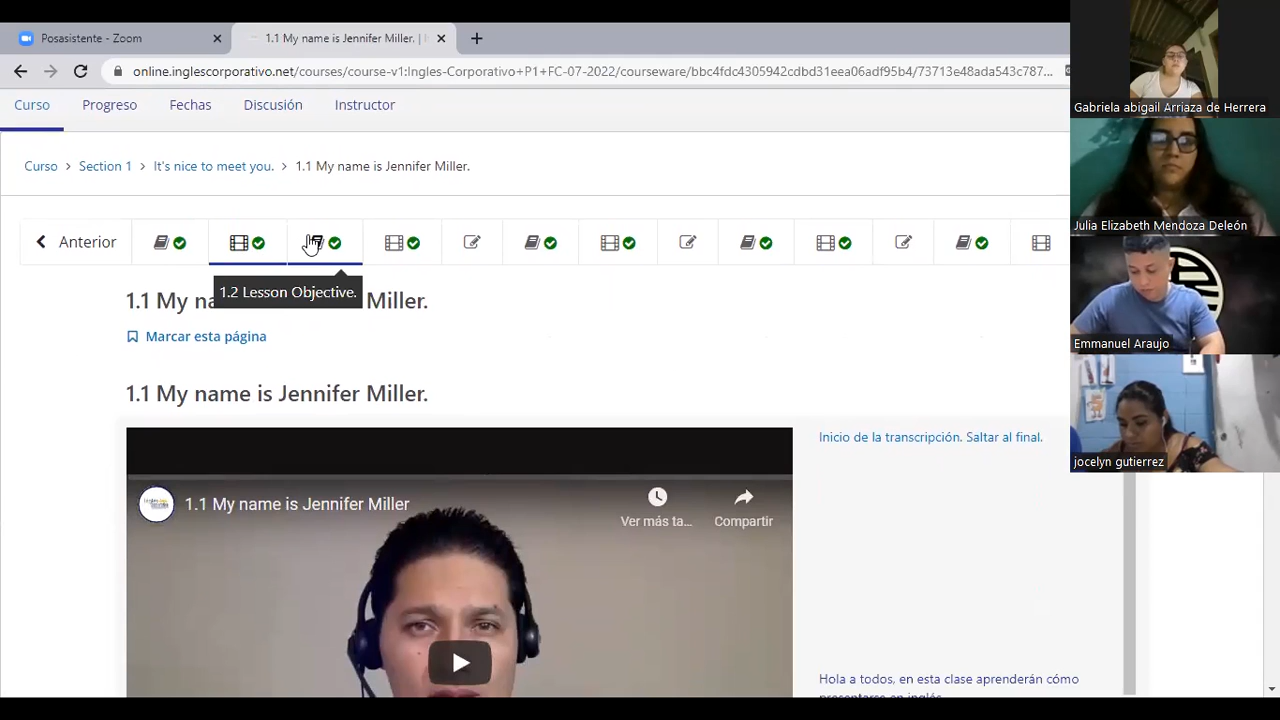 Posasistente - Zoom
1.1 My name is Jennifer Miller. |
online.inglescorporativo.net/courses/course-v1:Ingles-Corporativo+P1+FC-07-2022/courseware/bbc4fdc4305942cdbd31eea06adf95b4/73713e48ada543c787...
Curso Progreso Fechas Discusión Instructor
Curso > Section 1 > It's nice to meet you. > 1.1 My name is Jennifer Miller.
Anterior
1.2 Lesson Objective.
1.1 My na Miller.
Marcar esta página
1.1 My name is Jennifer Miller.
1.1 My name is Jennifer Miller
Ver más ta...
Compartir
Inicio de la transcripción. Saltar al final.
Hola a todos, en esta clase aprenderán cómo
presentarse en inglés
Gabriela abigail Arriaza de Herrera
Julia Elizabeth Mendoza Deleón
Emmanuel Araujo
jocelyn gutierrez